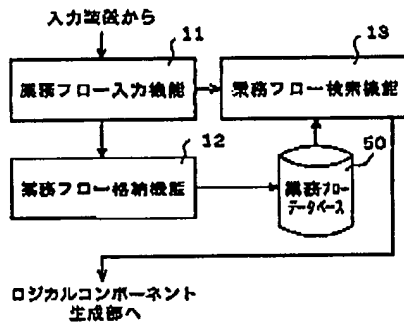 入力装置から
11
13
業務フロー入力機能
業務フロー検索機能
12
50
業務フロー格納機能
業務フロー
データベース
ロジカルコンポーネント
生成部へ